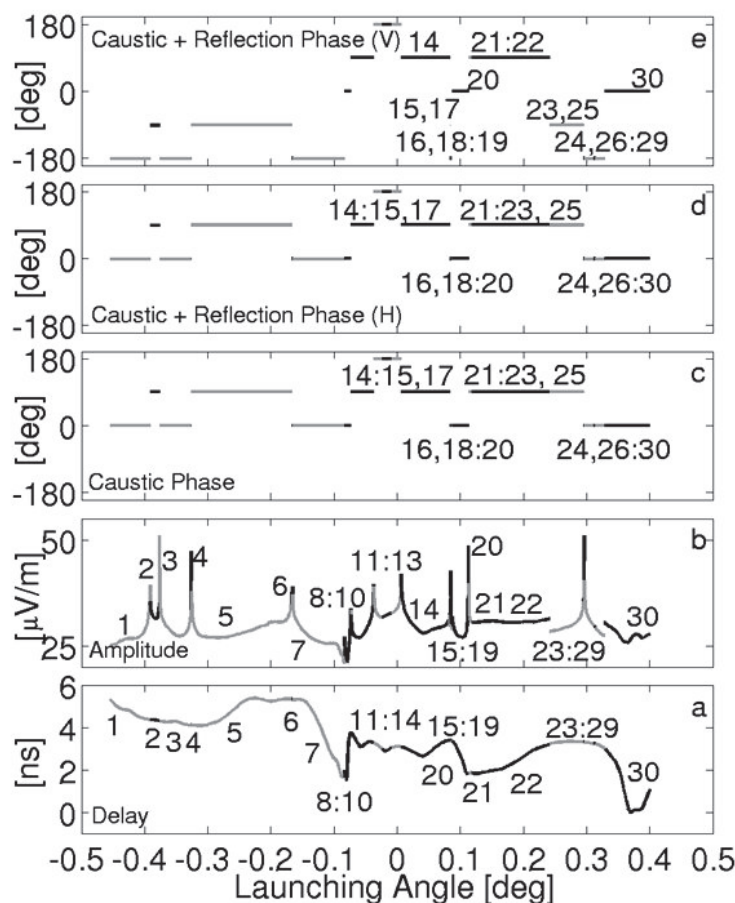 180
Caustic + Reflection Phase (V) 14 21:22 e
[deg]
0
20 30
15,17 23,25
16,18:19 24,26:29
-180
180
14:15,17 21:23, 25 d
[deg]
0
16,18:20 24,26:30
Caustic + Reflection Phase (H)
-180
180
14:15,17 21:23, 25 c
[deg]
0
16,18:20 24,26:30
Caustic Phase
-180
50
[μV/m]
25
1 2 3 4 5 6 7 8:10 11:13 14 15:19 20 21 22 23:29 30 b
Amplitude
6
[ns]
4
2
0
1 2 3 4 5 6 7 8:10 11:14 15:19 20 21 22 23:29 30 a
Delay
-0.5 -0.4 -0.3 -0.2 -0.1 0 0.1 0.2 0.3 0.4 0.5
Launching Angle [deg]